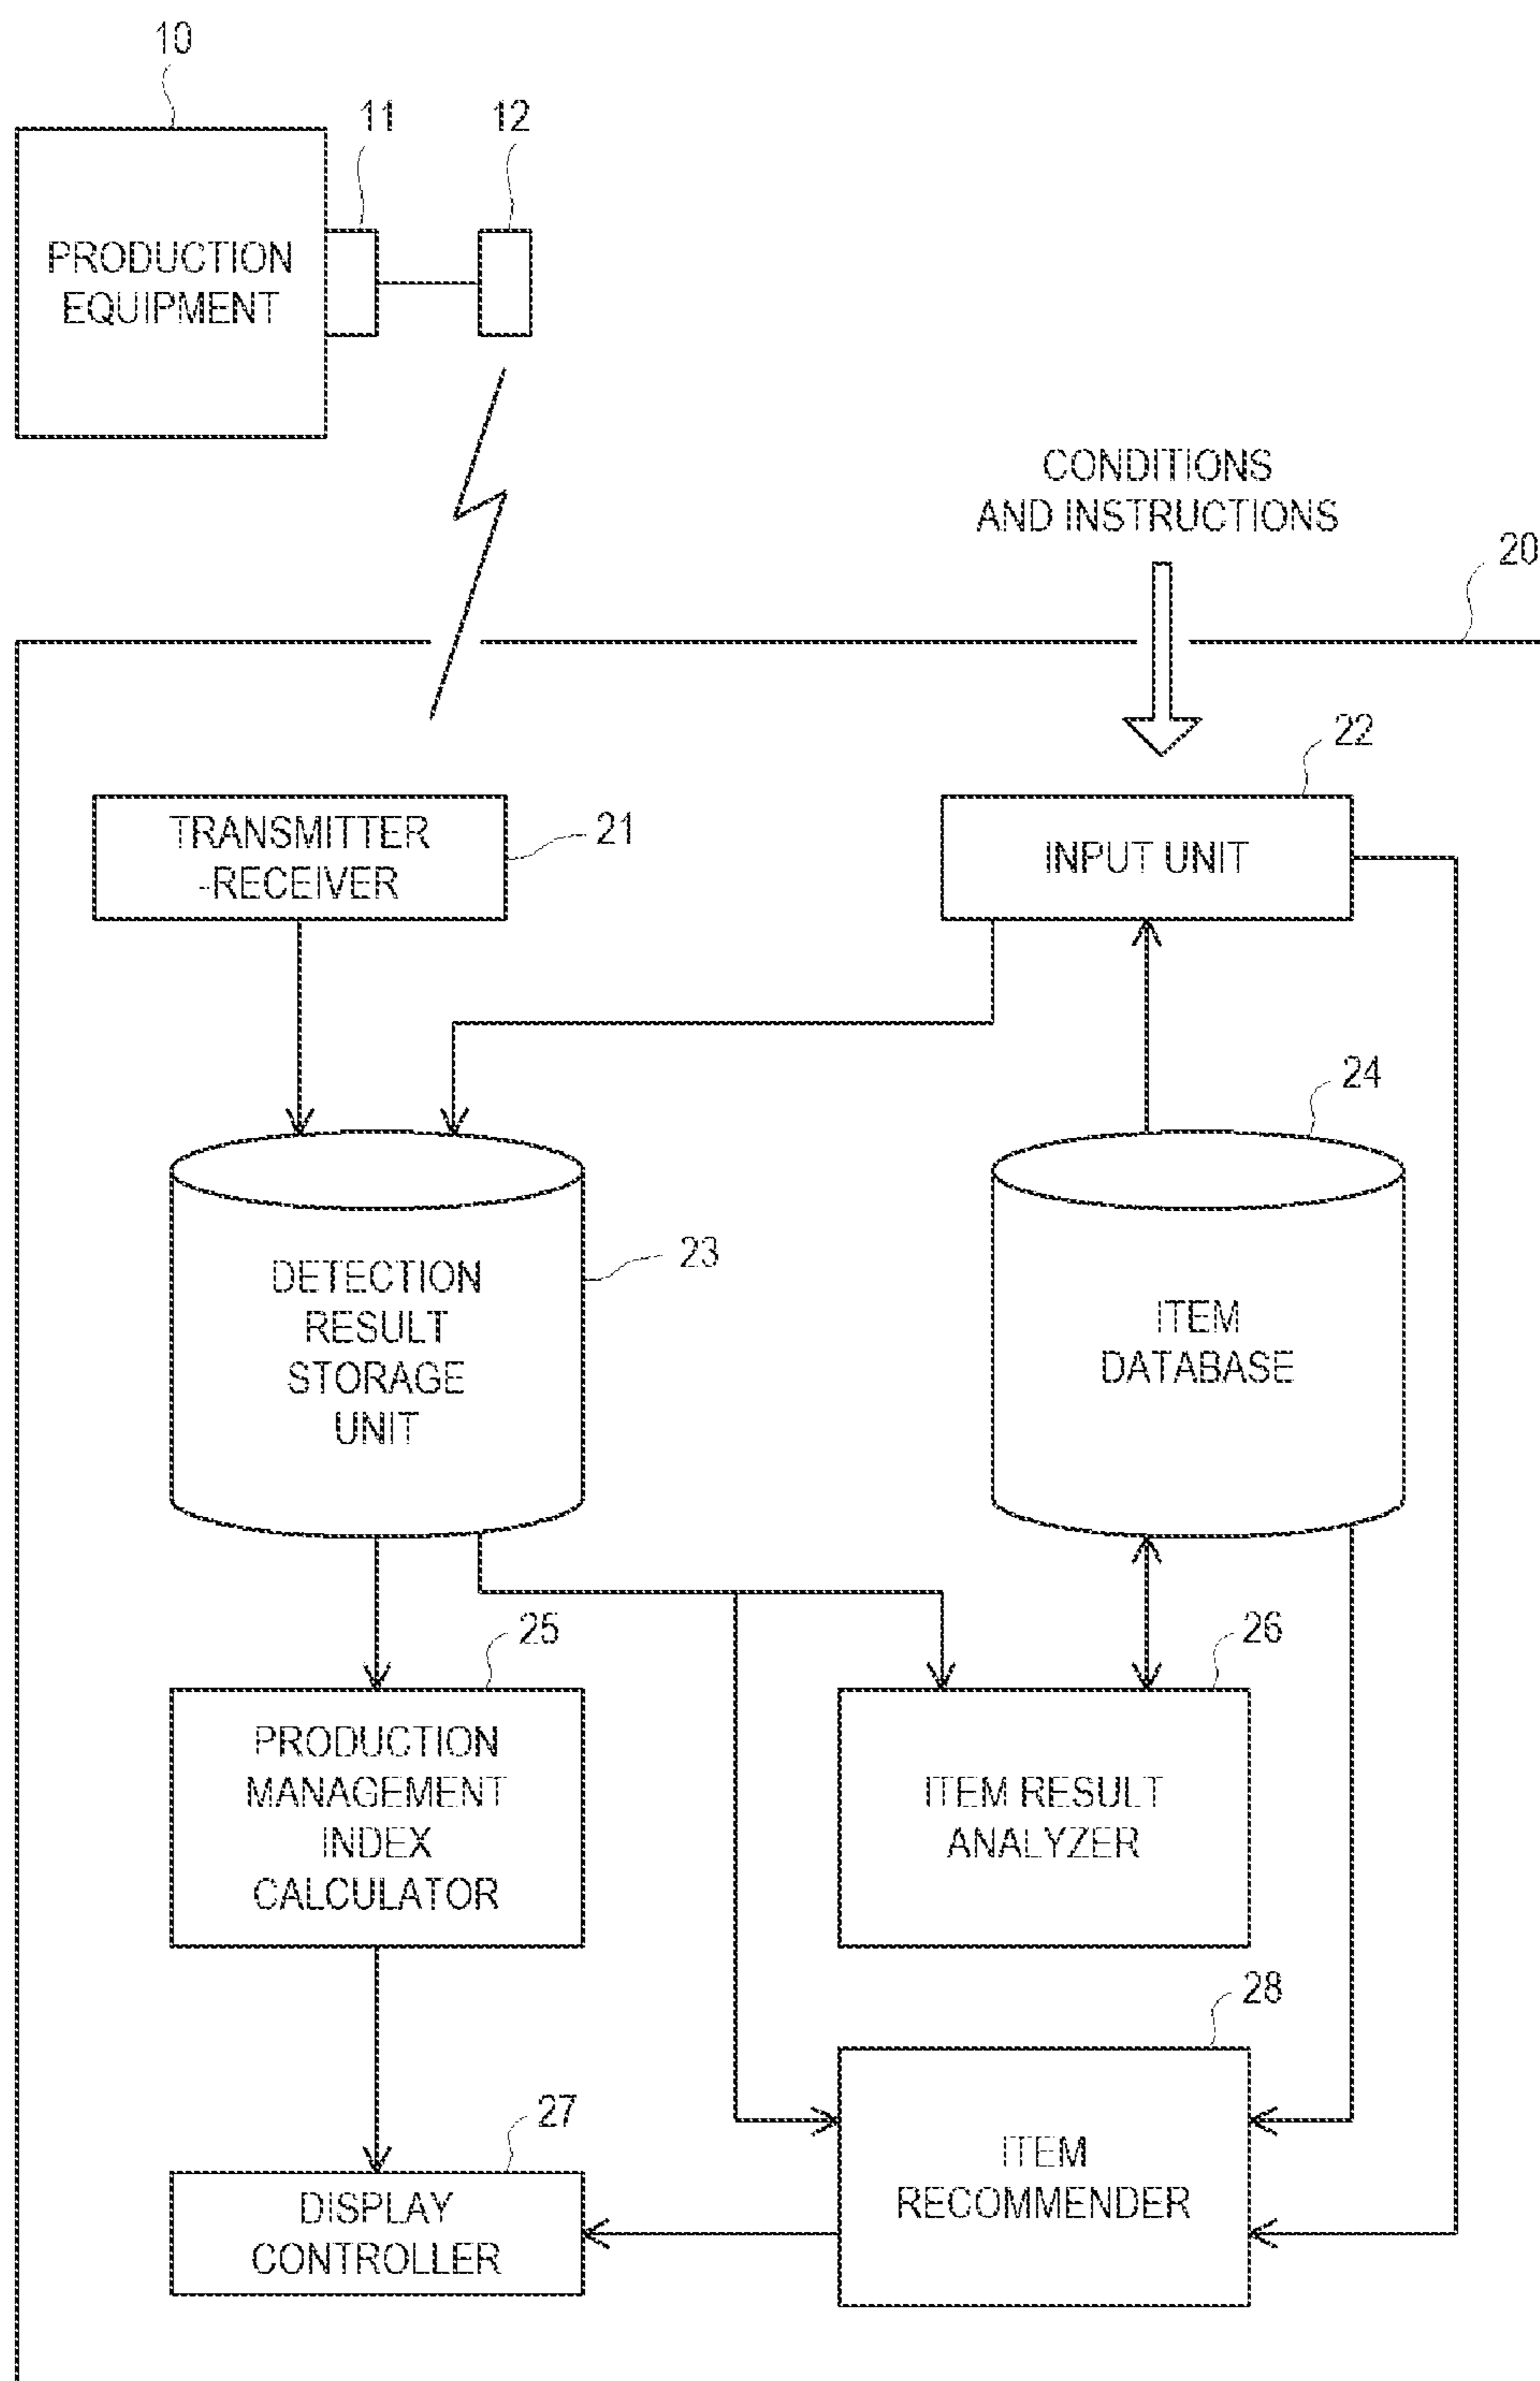 10
11
12
PRODUCTION
EQUIPMENT
CONDITIONS
AND INSTRUCTIONS
20
22
TRANSMITTER
-RECEIVER
21
INPUT UNIT
24
23
DETECTION
RESULT
STORAGE
UNIT
ITEM
DATABASE
25
26
PRODUCTION
MANAGEMENT
INDEX
CALCULATOR
ITEM RESULT
ANALYZER
28
27
ITEM
RECOMMENDER
DISPLAY
CONTROLLER